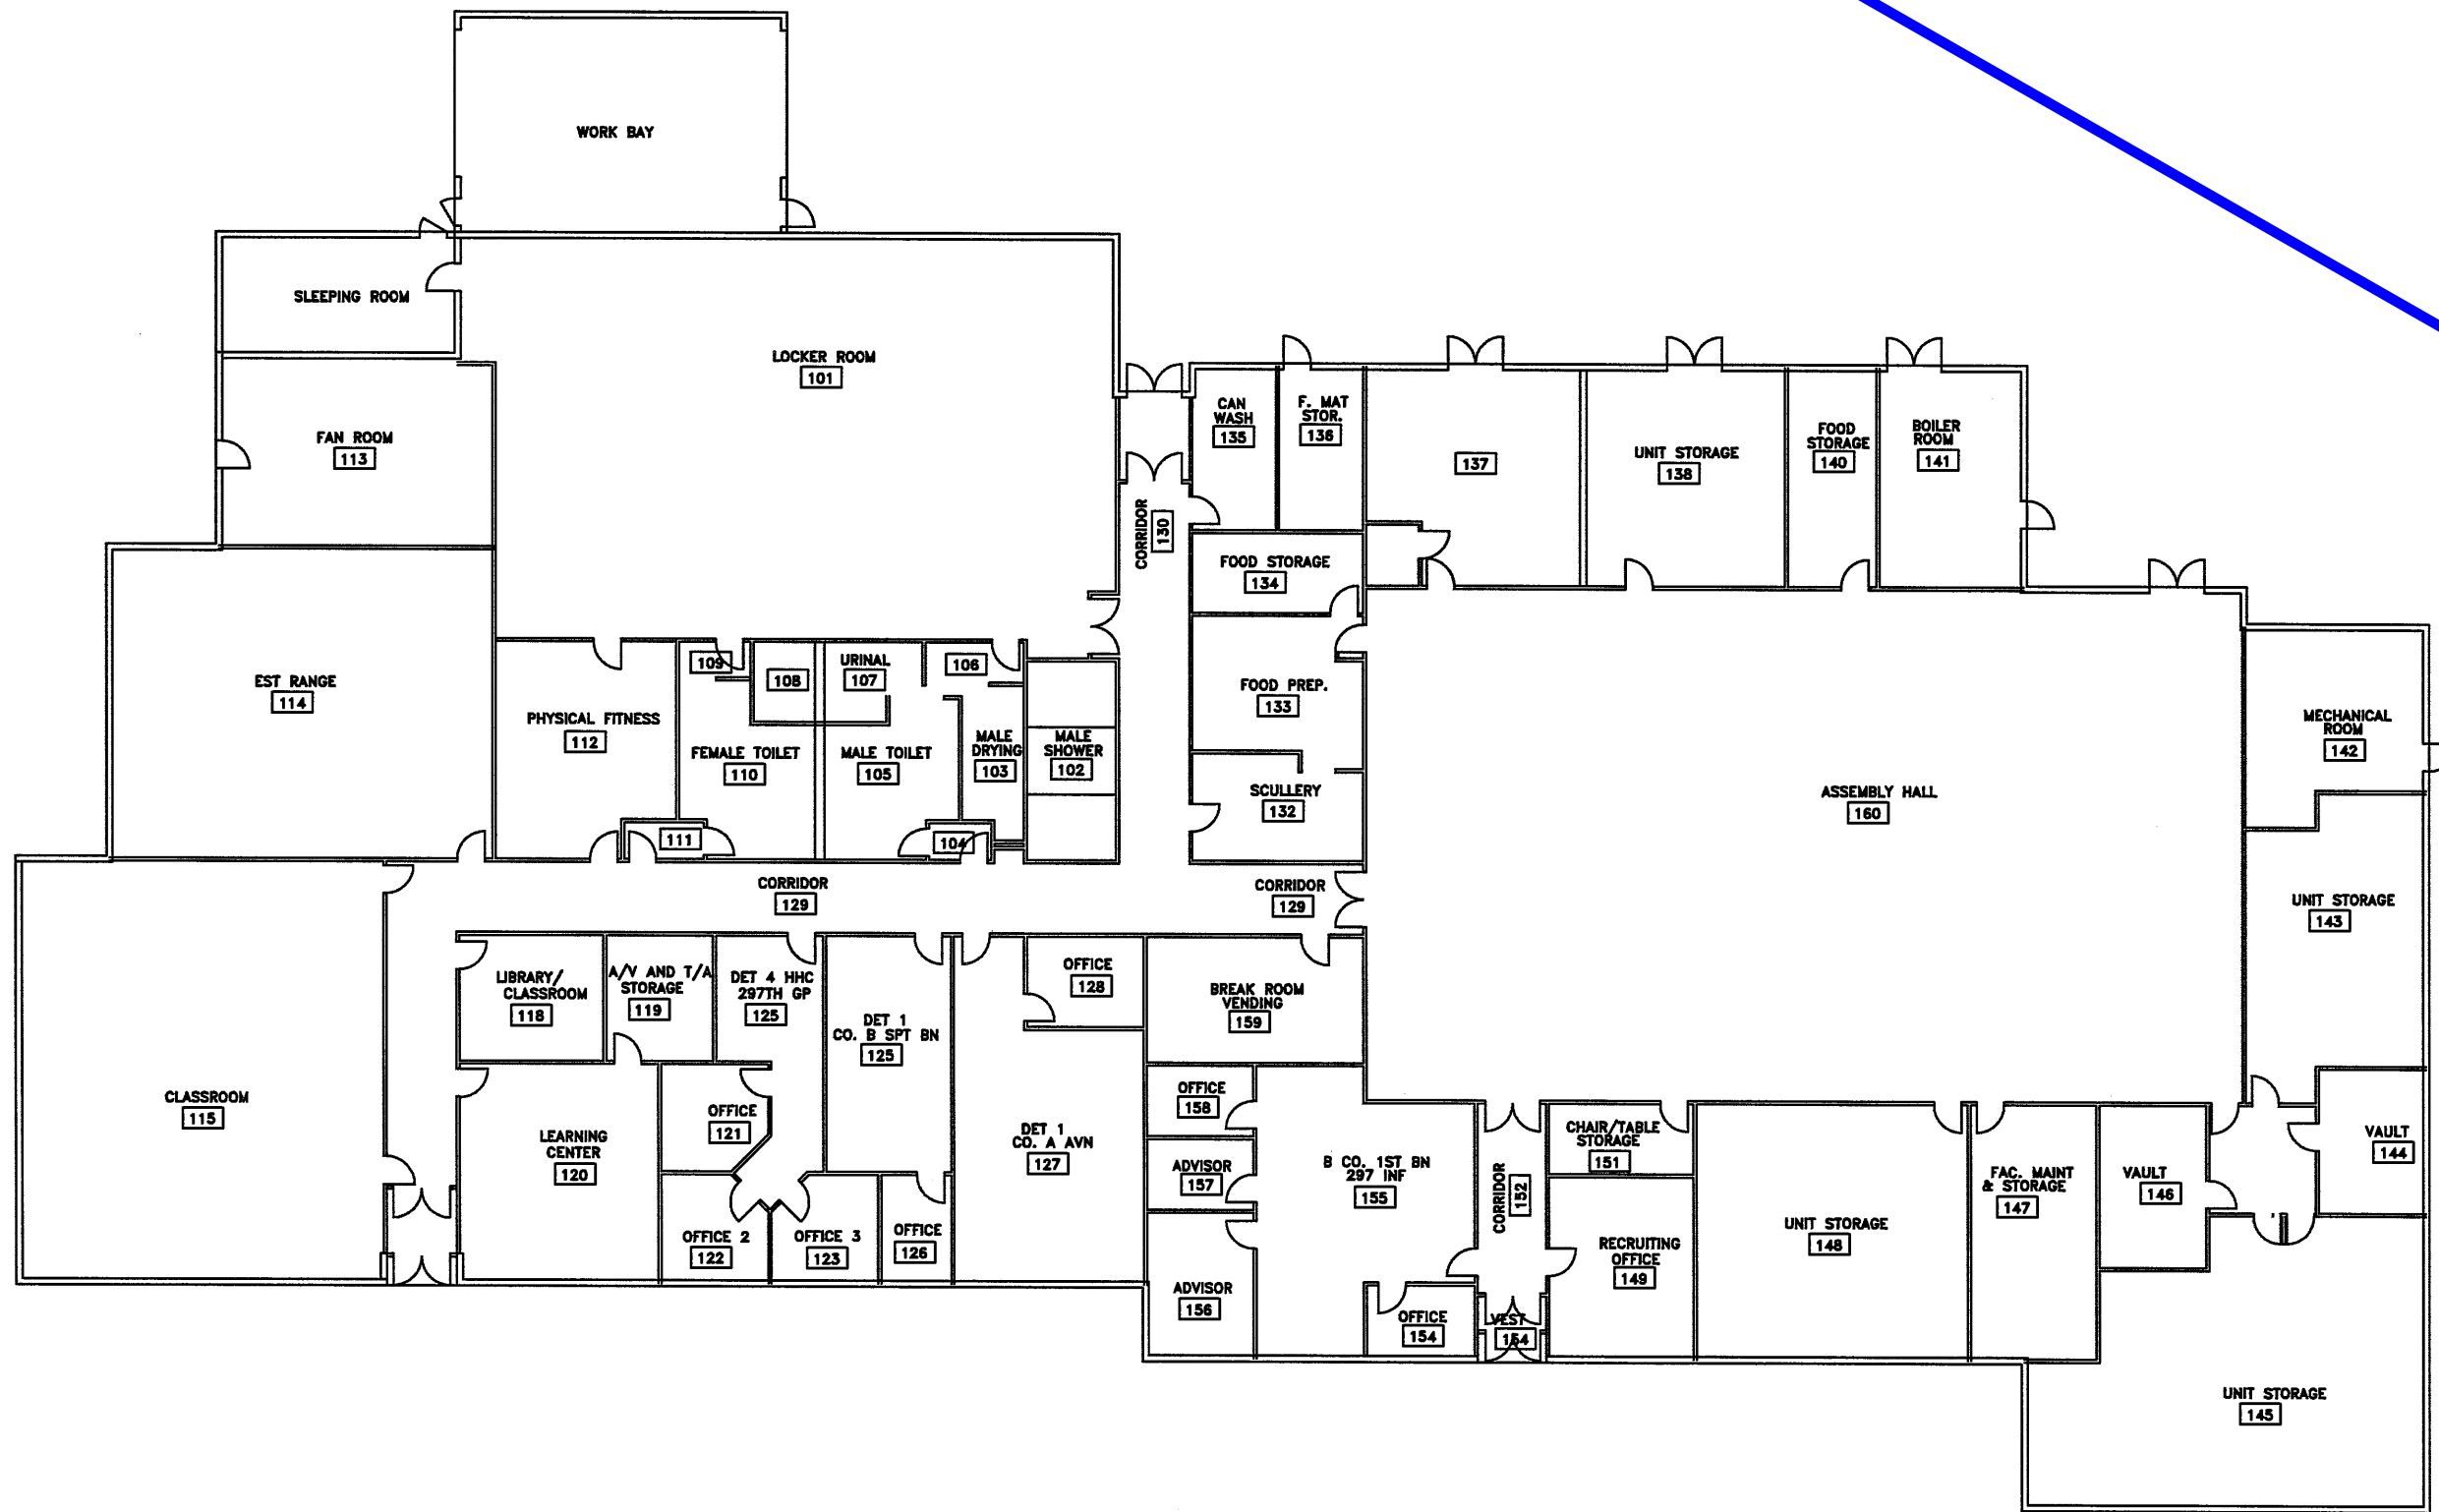 WORK BAY
SLEEPING ROOM
LOCKER ROOM
101
FAN ROOM
113
CAN
WASH
135
F. MAT
STOR.
136
137
UNIT STORAGE
138
FOOD
STORAGE
140
BOILER
ROOM
141
CORRIDOR
130
FOOD STORAGE
134
EST RANGE
114
PHYSICAL FITNESS
112
109
108
URINAL
107
106
FEMALE TOILET
110
MALE TOILET
105
MALE
DRYING
103
MALE
SHOWER
102
111
104
FOOD PREP.
133
SCULLERY
132
ASSEMBLY HALL
160
MECHANICAL
ROOM
142
UNIT STORAGE
143
CORRIDOR
129
CORRIDOR
129
LIBRARY/
CLASSROOM
118
A/V AND T/A
STORAGE
119
DET 4 HHC
297TH GP
125
DET 1
CO. B SPT BN
125
OFFICE
128
BREAK ROOM
VENDING
159
CLASSROOM
115
LEARNING
CENTER
120
OFFICE
121
OFFICE 2
122
OFFICE 3
123
OFFICE
126
DET 1
CO. A AVN
127
OFFICE
158
ADVISOR
157
ADVISOR
156
B CO. 1ST BN
297 INF
155
OFFICE
154
CORRIDOR
152
VEST
154
CHAIR/TABLE
STORAGE
151
RECRUITING
OFFICE
149
UNIT STORAGE
148
FAC. MAINT
& STORAGE
147
VAULT
146
VAULT
144
UNIT STORAGE
145